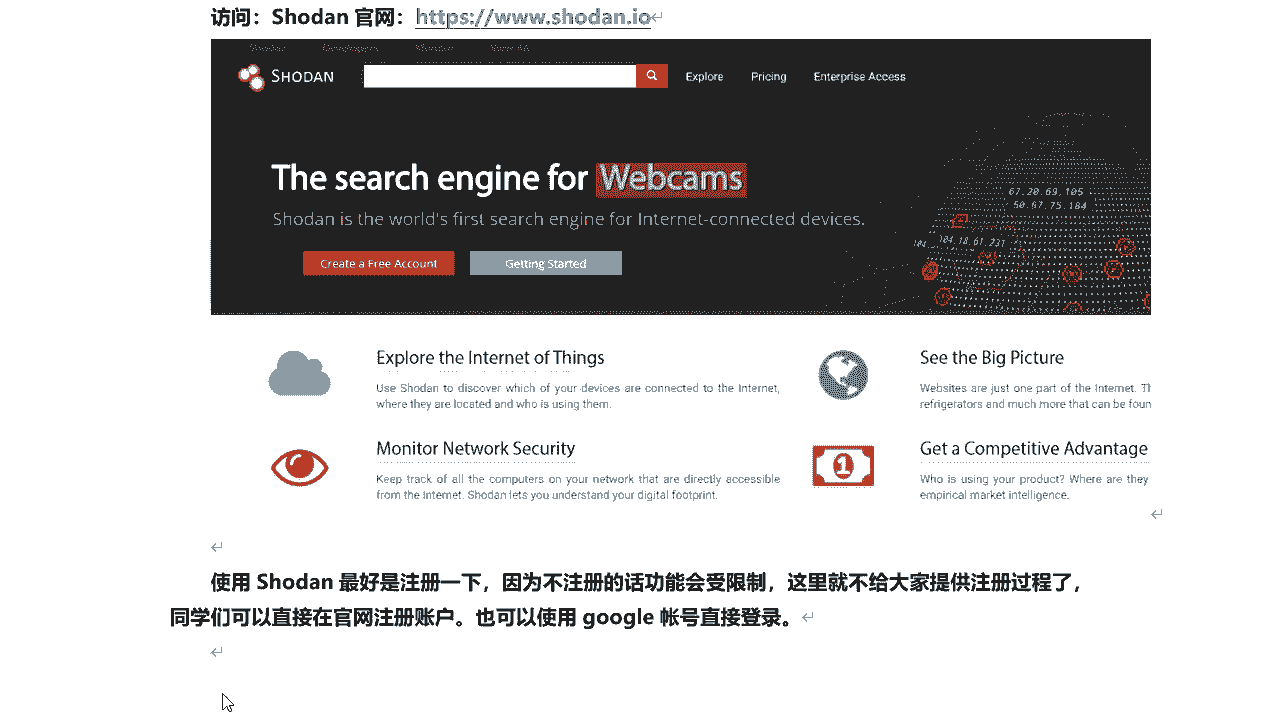 访问：Shodan 官网：https://www.shodan.io
SHODAN
Explore
Pricing
Enterprise Access
The search engine for Webcams
Shodan is the world's first search engine for Internet-connected devices.
Create a Free Account
Getting Started
67.20.69.105
50.87.75.184
104.18.61.231
Explore the Internet of Things
Use Shodan to discover which of your devices are connected to the Internet,
where they are located and who is using them.
See the Big Picture
Websites are just one part of the Internet. Th
refrigerators and much more that can be foun
Monitor Network Security
Keep track of all the computers on your network that are directly accessible
from the Internet. Shodan lets you understand your digital footprint.
Get a Competitive Advantage
Who is using your product? Where are they
empirical market intelligence.
使用 Shodan 最好是注册一下，因为不注册的话功能会受限制，这里就不给大家提供注册过程了，
同学们可以直接在官网注册账户。也可以使用 google 帐号直接登录。